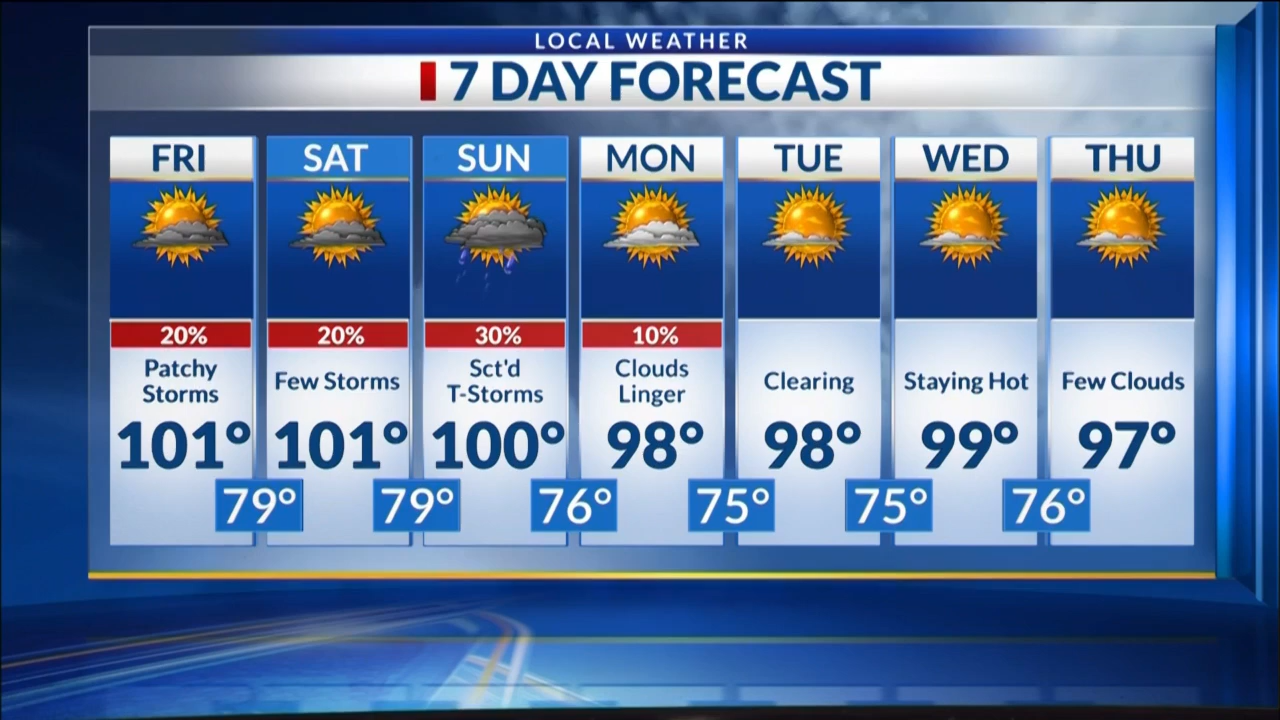 LOCAL WEATHER
7 DAY FORECAST
FRI SAT SUN MON TUE WED THU
20% 20% 30% 10%
Patchy
Storms
Few Storms
Sct'd
T-Storms
Clouds
Linger
Clearing
Staying Hot
Few Clouds
101° 101° 100° 98° 98° 99° 97°
79° 79° 76° 75° 75° 76°